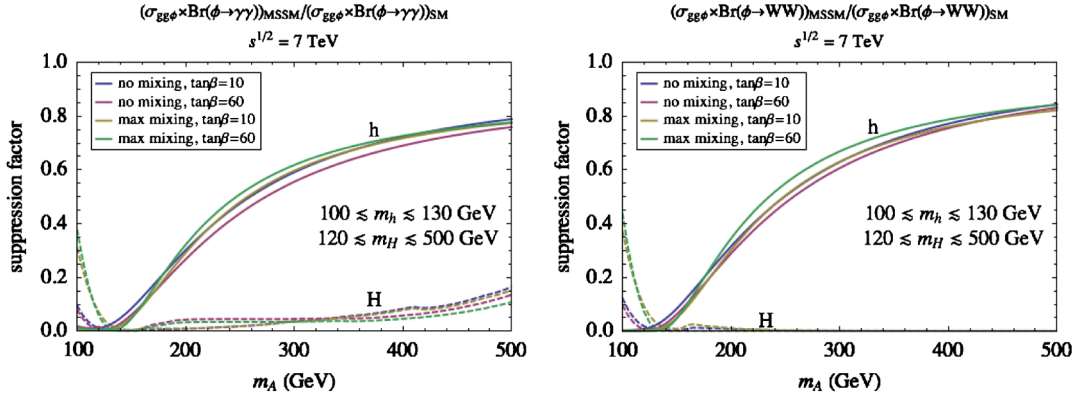 (σggϕ×Br(ϕ→γγ))MSSM/(σggϕ×Br(ϕ→γγ))SM
s^1/2 = 7 TeV
1.0
0.8
0.6
0.4
0.2
0.0
suppression factor
no mixing, tanβ=10
no mixing, tanβ=60
max mixing, tanβ=10
max mixing, tanβ=60
h
100 ≲ mh ≲ 130 GeV
120 ≲ mH ≲ 500 GeV
H
100 200 300 400 500
mA (GeV)
(σggϕ×Br(ϕ→WW))MSSM/(σggϕ×Br(ϕ→WW))SM
s^1/2 = 7 TeV
1.0
0.8
0.6
0.4
0.2
0.0
suppression factor
no mixing, tanβ=10
no mixing, tanβ=60
max mixing, tanβ=10
max mixing, tanβ=60
h
100 ≲ mh ≲ 130 GeV
120 ≲ mH ≲ 500 GeV
H
100 200 300 400 500
mA (GeV)